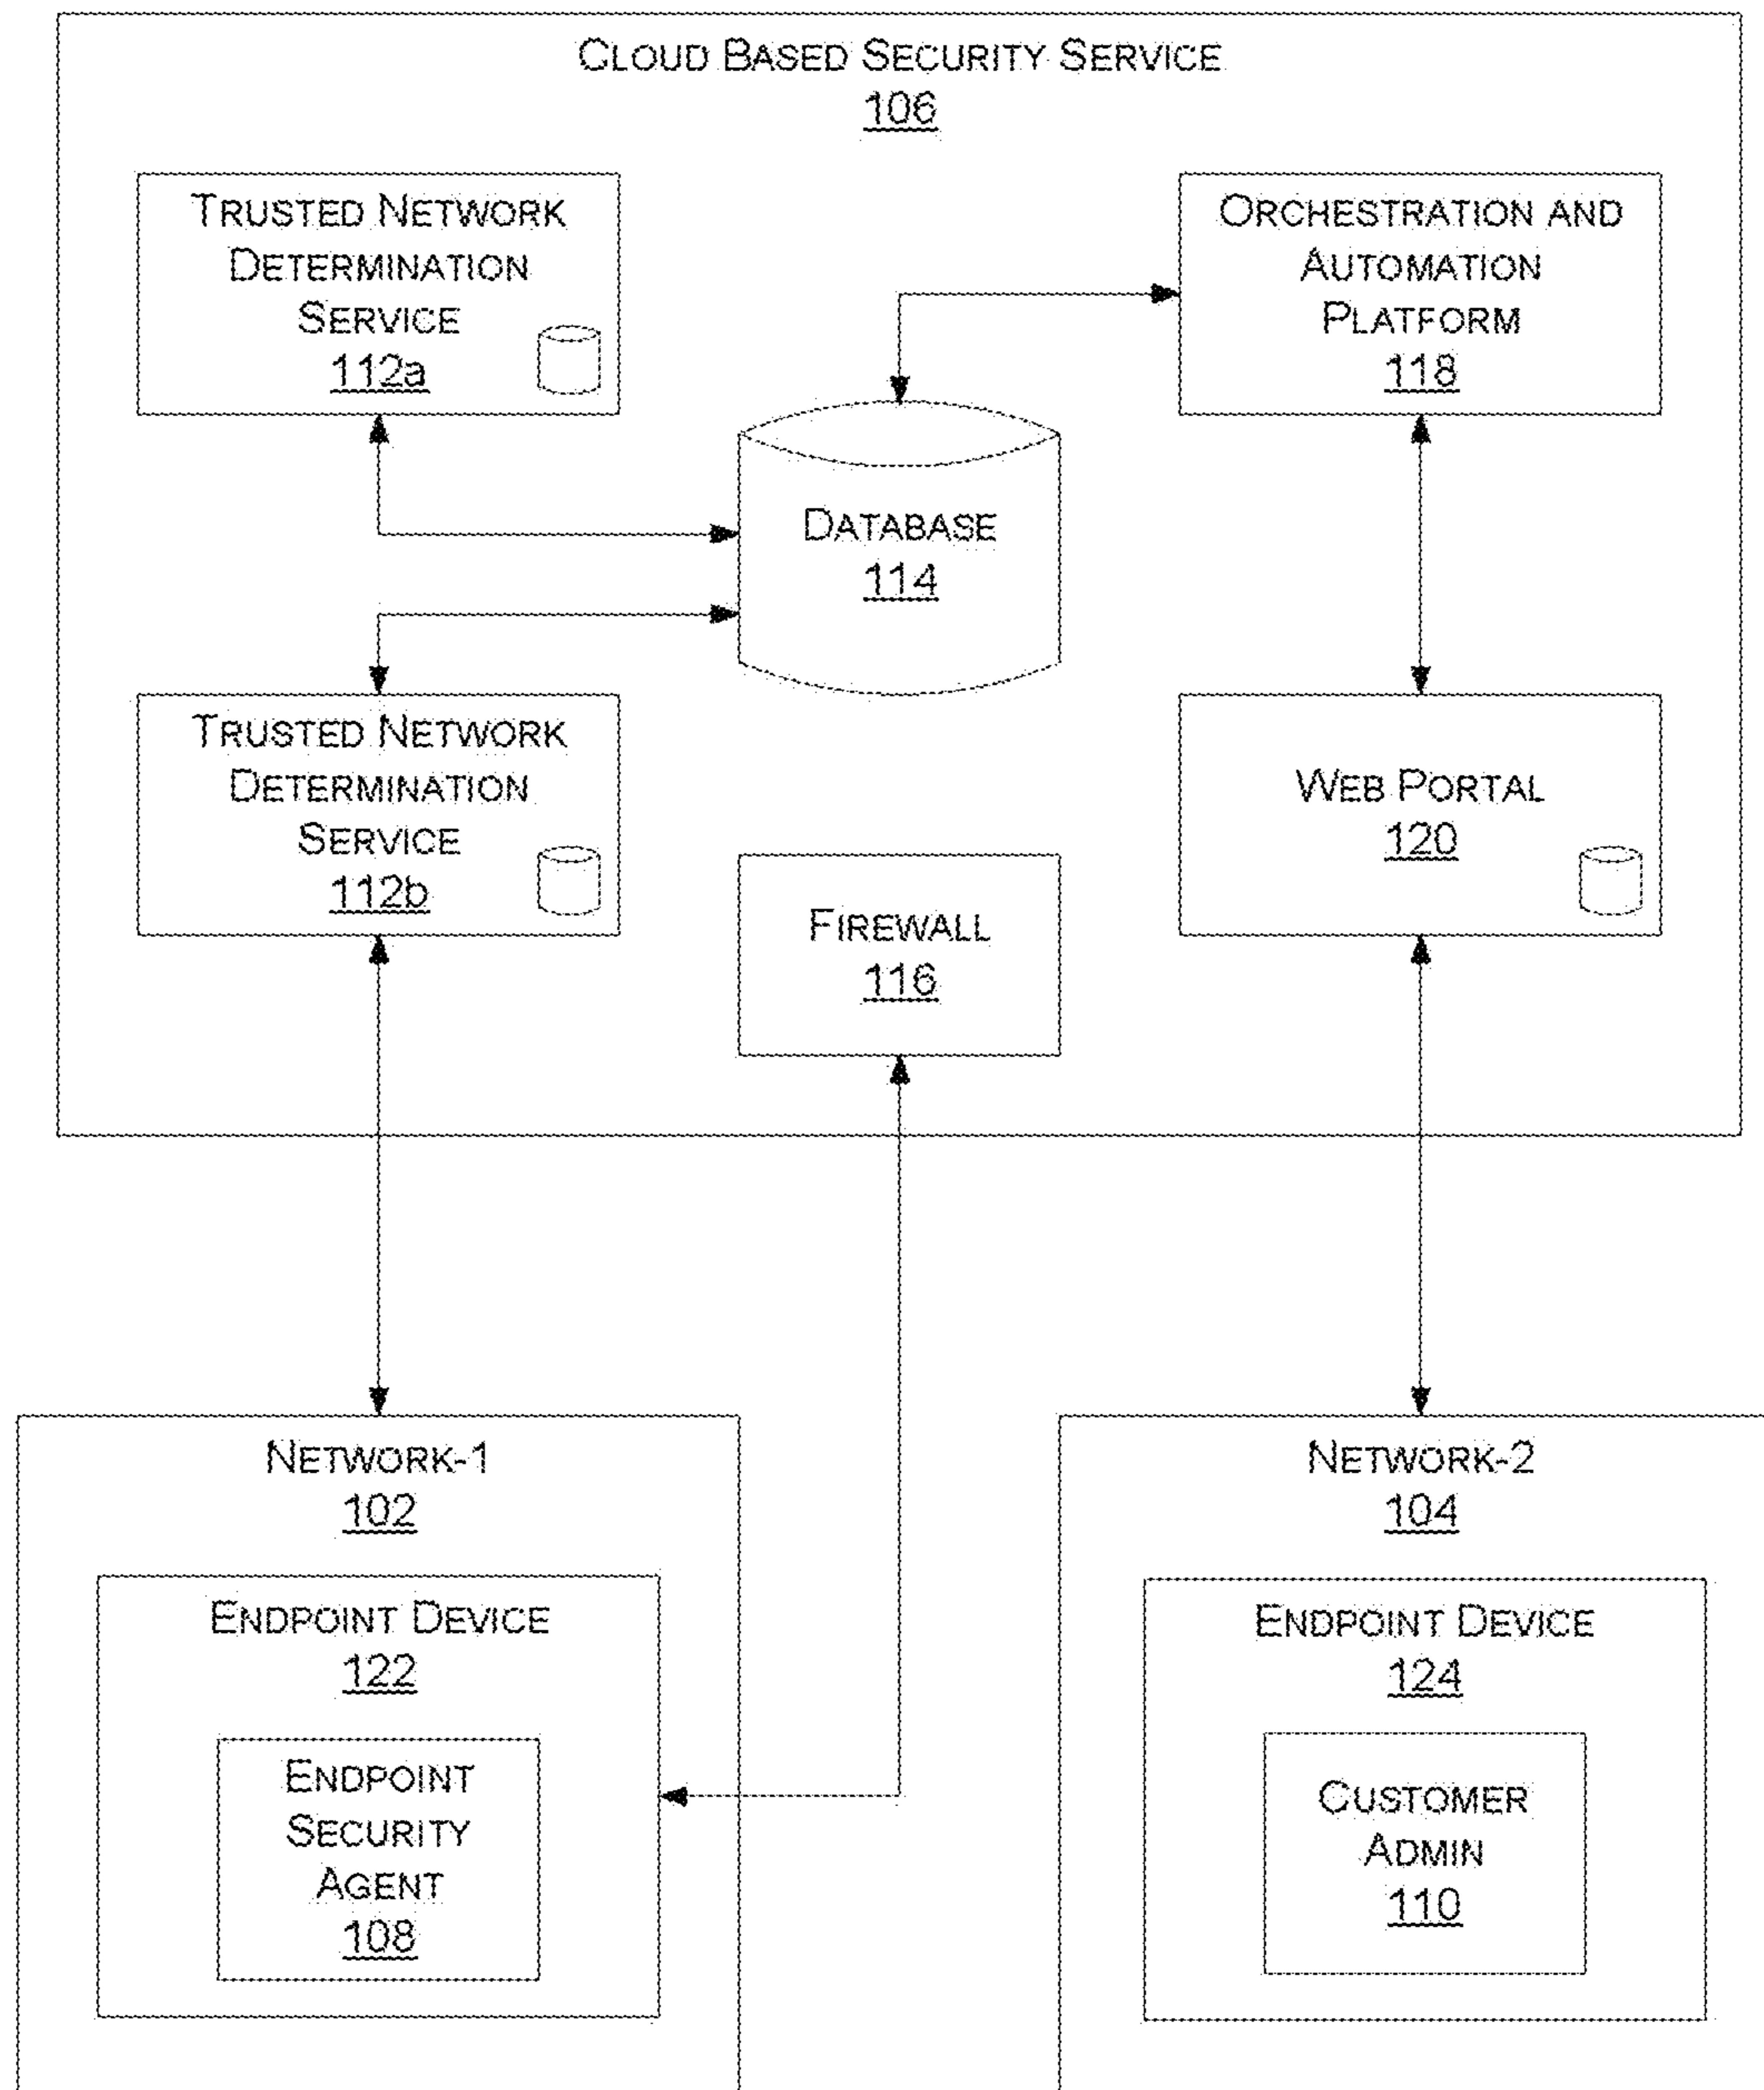 CLOUD BASED SECURITY SERVICE
106
TRUSTED NETWORK
DETERMINATION
SERVICE
112a
ORCHESTRATION AND
AUTOMATION
PLATFORM
118
DATABASE
114
TRUSTED NETWORK
DETERMINATION
SERVICE
112b
WEB PORTAL
120
FIREWALL
116
NETWORK-1
102
ENDPOINT DEVICE
122
ENDPOINT
SECURITY
AGENT
108
NETWORK-2
104
ENDPOINT DEVICE
124
CUSTOMER
ADMIN
110